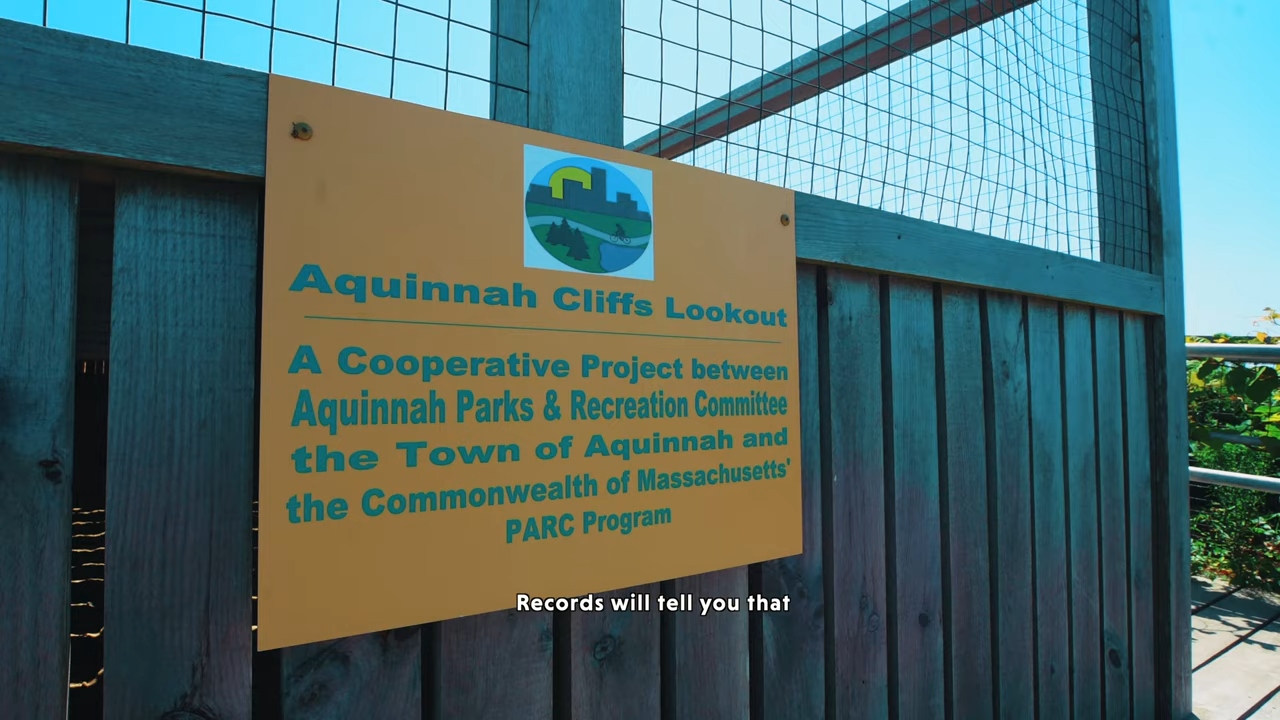 Aquinnah Cliffs Lookout
A Cooperative Project between
Aquinnah Parks & Recreation Committee
the Town of Aquinnah and
the Commonwealth of Massachusetts'
PARC Program
Records will tell you that